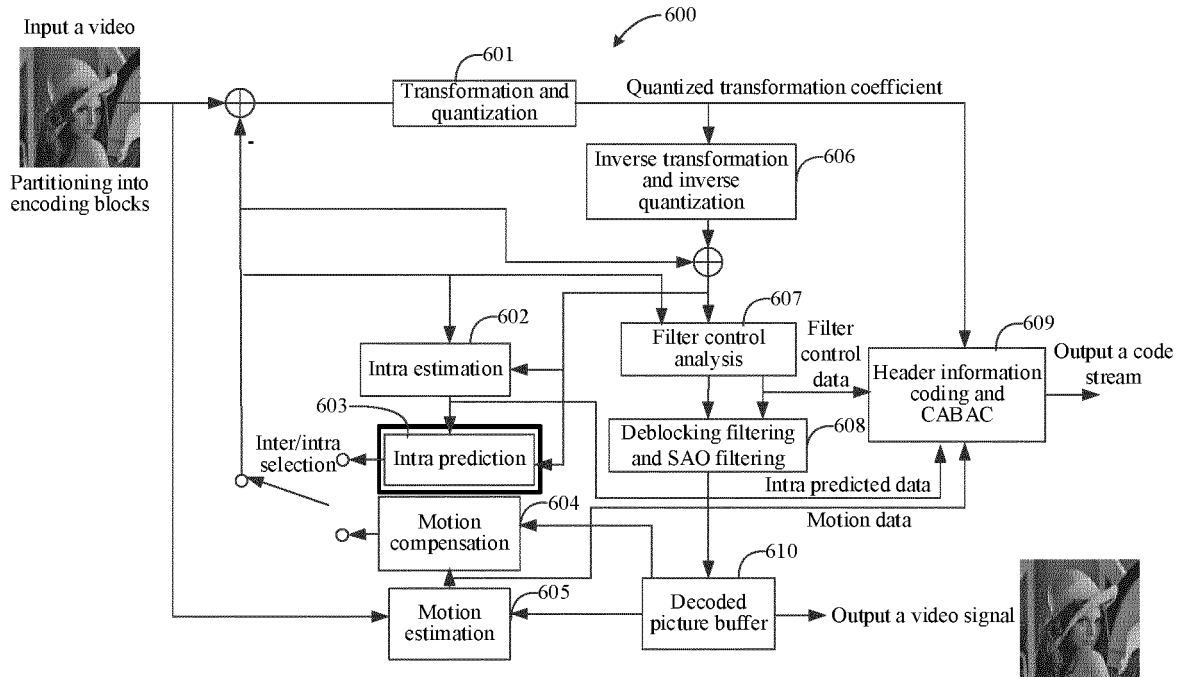 Input a video
600
601
Transformation and
quantization
Quantized transformation coefficient
-
Partitioning into
encoding blocks
Inverse transformation
and inverse
quantization
606
602
607
Intra estimation
Filter control
analysis
Filter
control
data
609
Header information
coding and
CABAC
Output a code
stream
603
Inter/intra
selection
Intra prediction
Deblocking filtering
and SAO filtering
608
Intra predicted data
604
Motion
compensation
Motion data
610
605
Motion
estimation
Decoded
picture buffer
Output a video signal